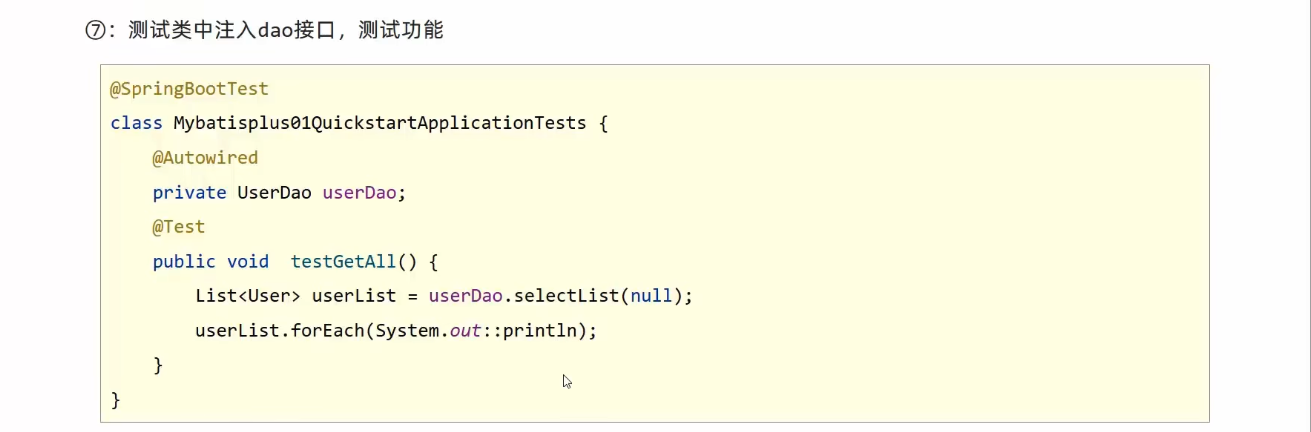 ⑦：测试类中注入dao接口，测试功能
@SpringBootTest
class Mybatisplus01QuickstartApplicationTests {
    @Autowired
    private UserDao userDao;
    @Test
    public void  testGetAll() {
        List<User> userList = userDao.selectList(null);
        userList.forEach(System.out::println);
    }
}